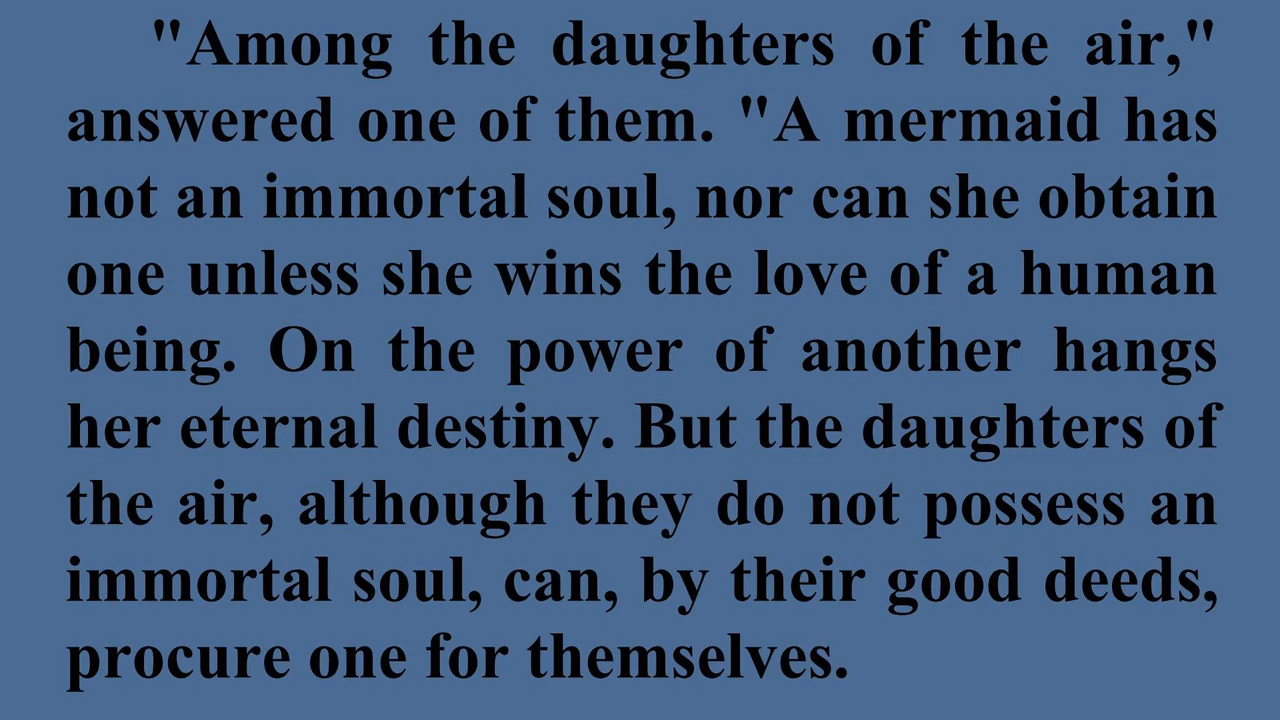 "Among the daughters of the air,"
answered one of them. "A mermaid has
not an immortal soul, nor can she obtain
one unless she wins the love of a human
being. On the power of another hangs
her eternal destiny. But the daughters of
the air, although they do not possess an
immortal soul, can, by their good deeds,
procure one for themselves.